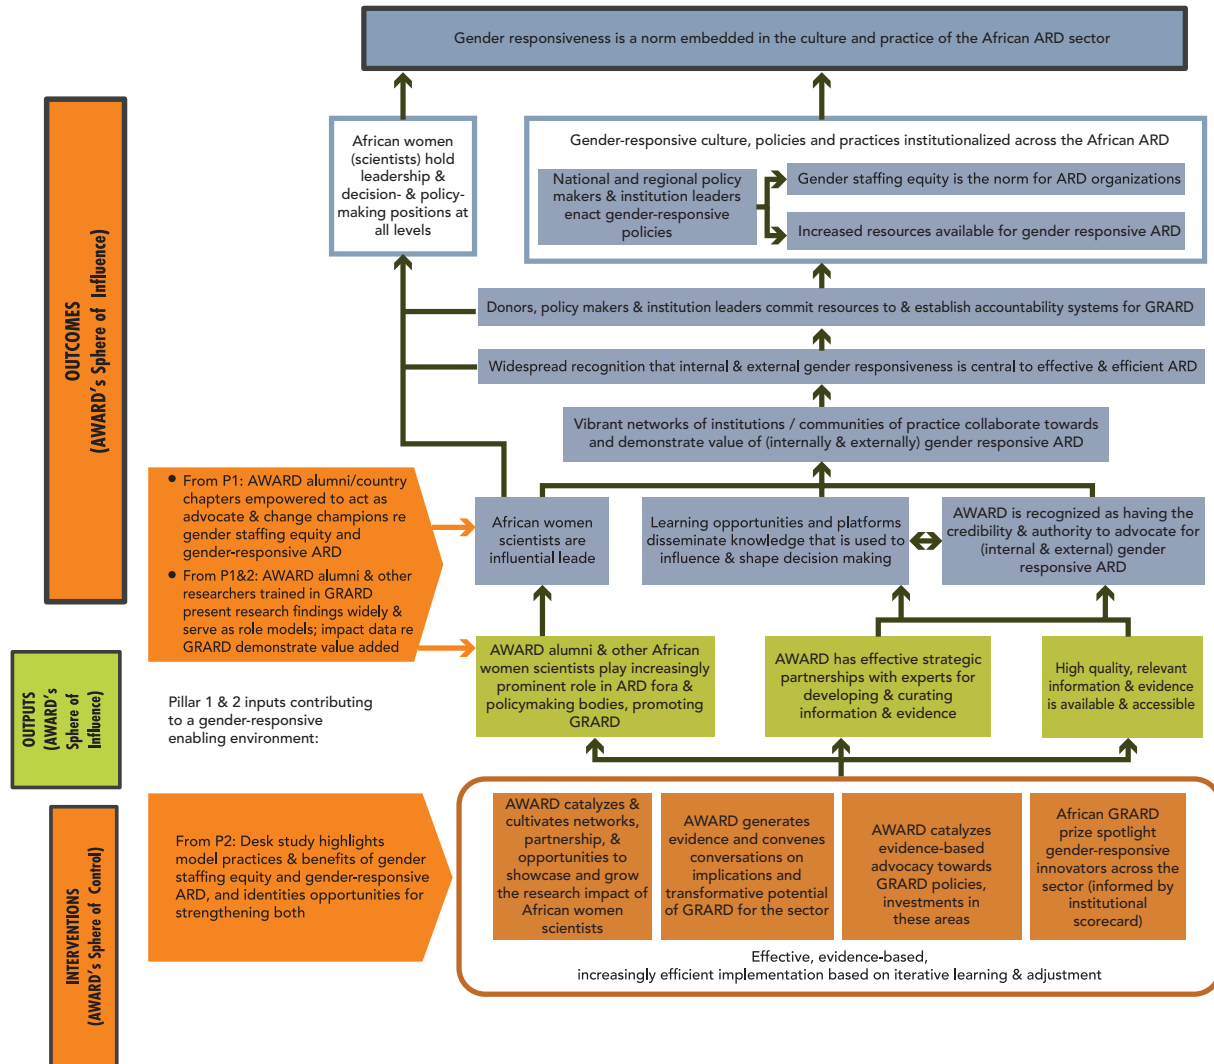 Gender responsiveness is a norm embedded in the culture and practice of the African ARD sector
OUTCOMES
(AWARD's Sphere of Influence)
African women
(scientists) hold
leadership &
decision- & policy-
making positions at
all levels
Gender-responsive culture, policies and practices institutionalized across the African ARD
National and regional policy
makers & institution leaders
enact gender-responsive
policies
Gender staffing equity is the norm for ARD organizations
Increased resources available for gender responsive ARD
Donors, policy makers & institution leaders commit resources to & establish accountability systems for GRARD
Widespread recognition that internal & external gender responsiveness is central to effective & efficient ARD
Vibrant networks of institutions / communities of practice collaborate towards
and demonstrate value of (internally & externally) gender responsive ARD
• From P1: AWARD alumni/country
chapters empowered to act as
advocate & change champions re
gender staffing equity and
gender-responsive ARD
• From P1&2: AWARD alumni & other
researchers trained in GRARD
present research findings widely &
serve as role models; impact data re
GRARD demonstrate value added
African women
scientists are
influential leade
Learning opportunities and platforms
disseminate knowledge that is used to
influence & shape decision making
AWARD is recognized as having the
credibility & authority to advocate for
(internal & external) gender
responsive ARD
OUTPUTS
(AWARD's
Sphere of
Influence)
Pillar 1 & 2 inputs contributing
to a gender-responsive
enabling environment:
AWARD alumni & other African
women scientists play increasingly
prominent role in ARD fora &
policymaking bodies, promoting
GRARD
AWARD has effective strategic
partnerships with experts for
developing & curating
information & evidence
High quality, relevant
information & evidence
is available & accessible
INTERVENTIONS
(AWARD's Sphere of Control)
From P2: Desk study highlights
model practices & benefits of gender
staffing equity and gender-responsive
ARD, and identities opportunities for
strengthening both
AWARD catalyzes &
cultivates networks,
partnership, &
opportunities to
showcase and grow
the research impact of
African women
scientists
AWARD generates
evidence and convenes
conversations on
implications and
transformative potential
of GRARD for the sector
AWARD catalyzes
evidence-based
advocacy towards
GRARD policies,
investments in
these areas
African GRARD
prize spotlight
gender-responsive
innovators across the
sector (informed by
institutional
scorecard)
Effective, evidence-based,
increasingly efficient implementation based on iterative learning & adjustment